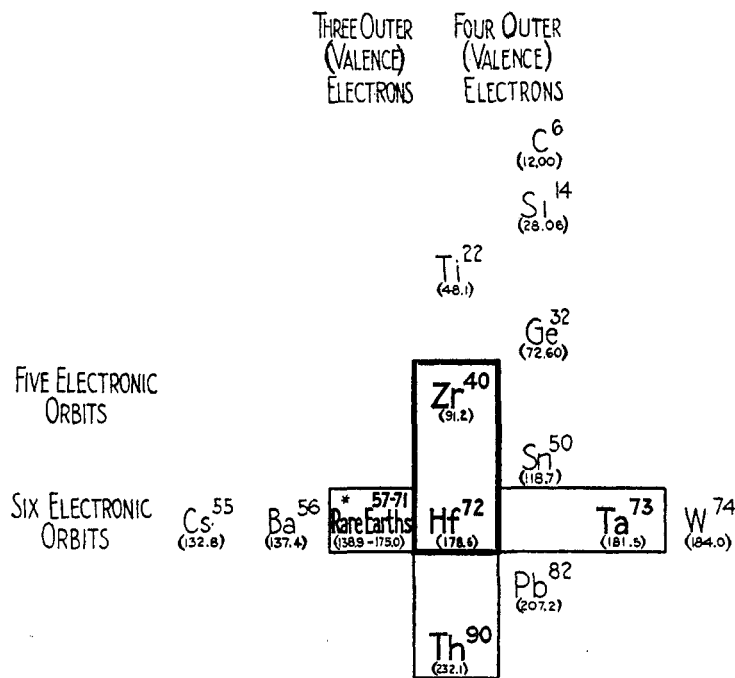 THREE OUTER (VALENCE) ELECTRONS
FOUR OUTER (VALENCE) ELECTRONS
C6
(12.00)
Si14
(28.06)
Ti22
(48.1)
Ge32
(72.60)
FIVE ELECTRONIC ORBITS
Zr40
(91.2)
Sn50
(118.7)
SIX ELECTRONIC ORBITS
Cs55
(132.8)
Ba56
(137.4)
* 57-71
Rare Earths
(138.9-175.0)
Hf72
(178.6)
Ta73
(181.5)
W74
(184.0)
Pb82
(207.2)
Th90
(232.1)